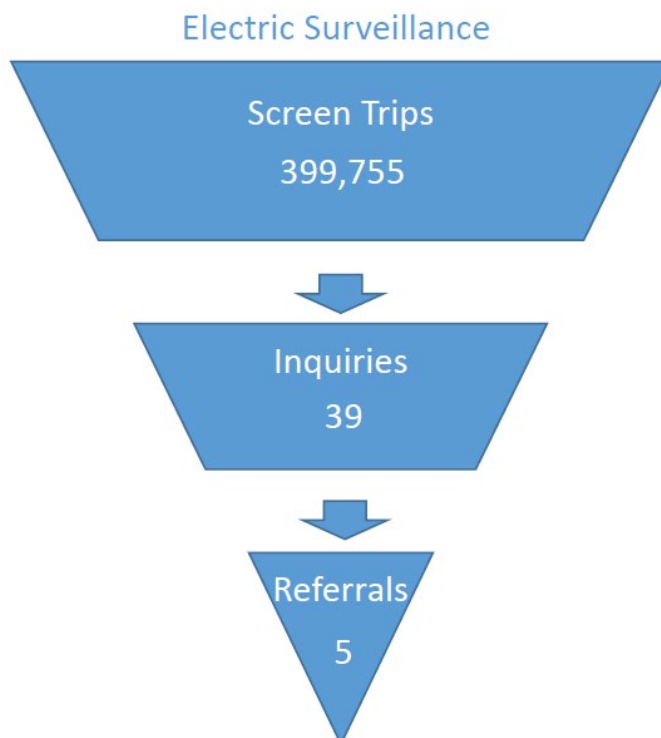 Electric Surveillance
Screen Trips
399,755
Inquiries
39
Referrals
5